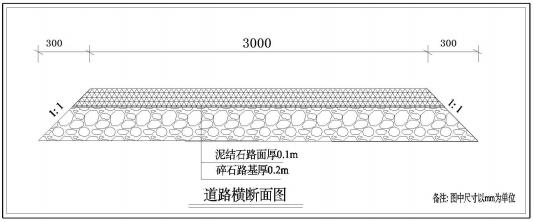 300 3000 300
1:1 1:1
泥结石路面厚0.1m
碎石路基厚0.2m
道路横断面图
备注: 图中尺寸以mm为单位